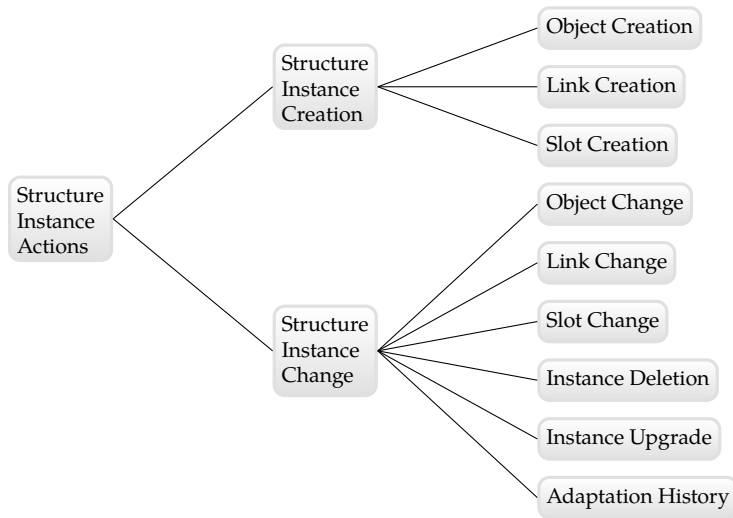 Structure
Instance
Actions
Structure
Instance
Creation
Object Creation
Link Creation
Slot Creation
Structure
Instance
Change
Object Change
Link Change
Slot Change
Instance Deletion
Instance Upgrade
Adaptation History